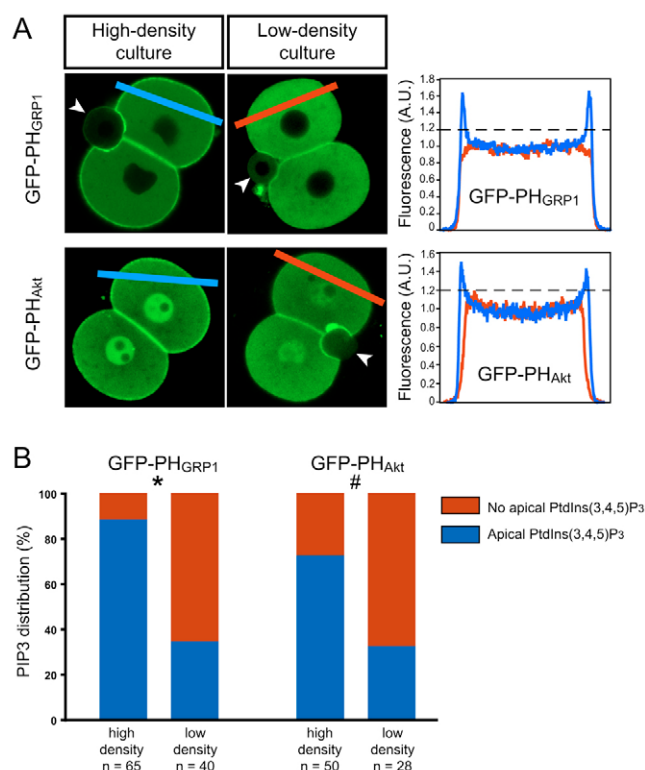 A
High-density
culture
Low-density
culture
GFP-PHGRP1
GFP-PHAkt
Fluorescence (A.U.)
1.8
1.6
1.4
1.2
1.0
0.8
0.6
0.4
0.2
0
GFP-PHGRP1
Fluorescence (A.U.)
1.6
1.4
1.2
1.0
0.8
0.6
0.4
0.2
0
GFP-PHAkt
B
GFP-PHGRP1
*
GFP-PHAkt
#
PIP3 distribution (%)
100
80
60
40
20
0
No apical PtdIns(3,4,5)P3
Apical PtdIns(3,4,5)P3
high
density
n = 65
low
density
n = 40
high
density
n = 50
low
density
n = 28